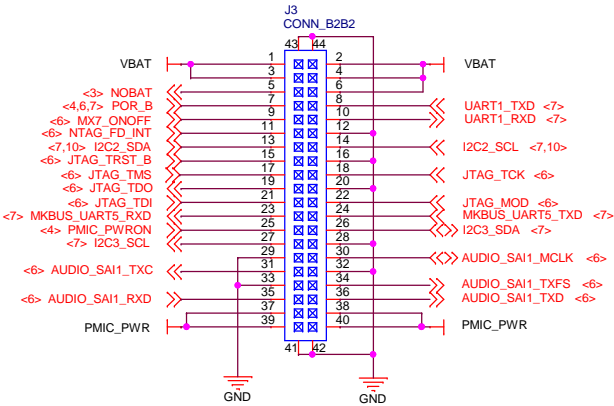 J3
CONN_B2B2
43 44
VBAT 1 2 VBAT
3 4
<3> NOBAT 5 6
<4,6,7> POR_B 7 8 UART1_TXD <7>
<6> MX7_ONOFF 9 10 UART1_RXD <7>
<6> NTAG_FD_INT 11 12
<7,10> I2C2_SDA 13 14 I2C2_SCL <7,10>
<6> JTAG_TRST_B 15 16
<6> JTAG_TMS 17 18 JTAG_TCK <6>
<6> JTAG_TDO 19 20
<6> JTAG_TDI 21 22 JTAG_MOD <6>
<7> MKBUS_UART5_RXD 23 24 MKBUS_UART5_TXD <7>
<4> PMIC_PWRON 25 26 I2C3_SDA <7>
<7> I2C3_SCL 27 28
29 30 AUDIO_SAI1_MCLK <6>
<6> AUDIO_SAI1_TXC 31 32
33 34 AUDIO_SAI1_TXFS <6>
<6> AUDIO_SAI1_RXD 35 36 AUDIO_SAI1_TXD <6>
37 38
PMIC_PWR 39 40 PMIC_PWR
41 42
GND GND